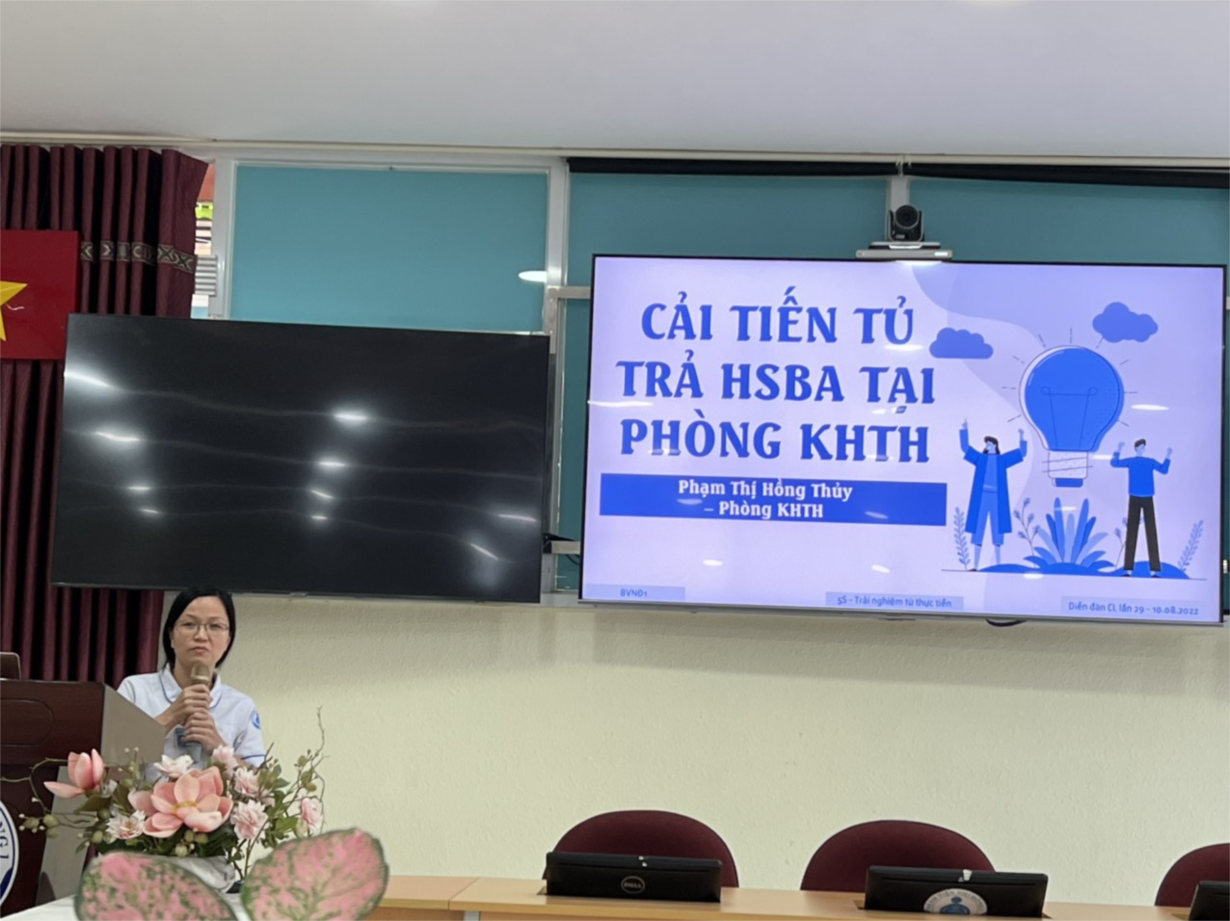 CẢI TIẾN TỦ
TRẢ HSBA TẠI
PHÒNG KHTH
Phạm Thị Hồng Thủy
– Phòng KHTH
BVNĐ1
5S - Trải nghiệm từ thực tiễn
Diễn đàn CL lần 29 - 10.08.2022
DELL